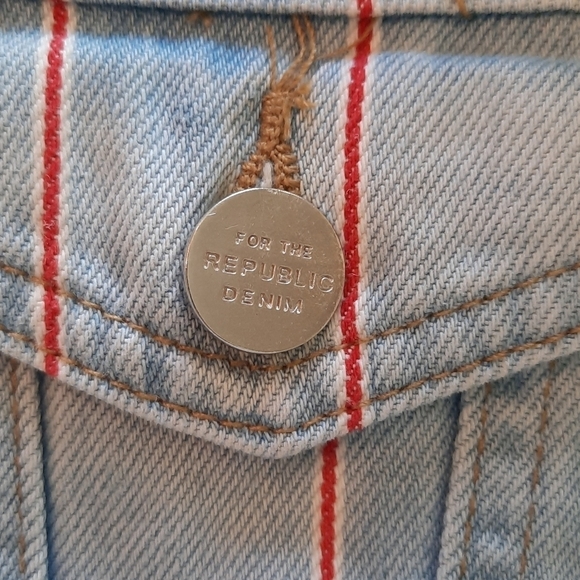 FOR THE
REPUBLIC
DENIM